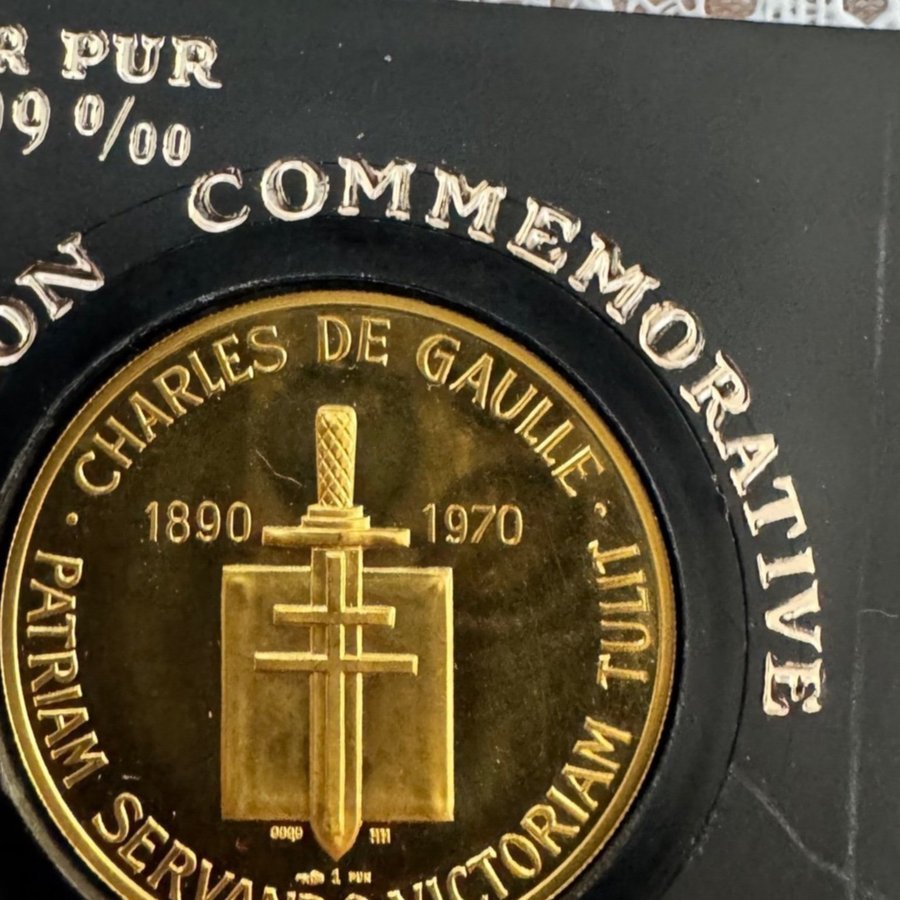 R PUR
99 0/00
ON COMMEMORATIVE
CHARLES DE GAULLE
1890 1970
PATRIAM SERVANDO VICTORIAM TULIT